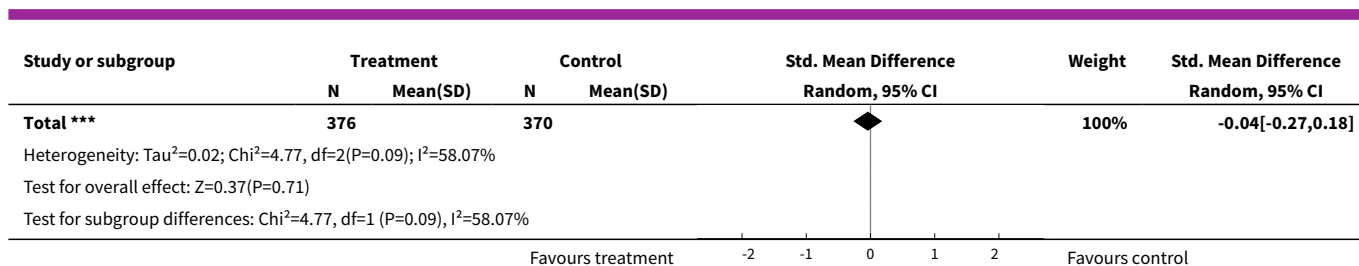 Study or subgroup Treatment Control Std. Mean Difference Weight Std. Mean Difference
N Mean(SD) N Mean(SD) Random, 95% CI Random, 95% CI
Total *** 376 370 100% -0.04[-0.27,0.18]
Heterogeneity: Tau²=0.02; Chi²=4.77, df=2(P=0.09); I²=58.07%
Test for overall effect: Z=0.37(P=0.71)
Test for subgroup differences: Chi²=4.77, df=1 (P=0.09), I²=58.07%
Favours treatment -2 -1 0 1 2 Favours control